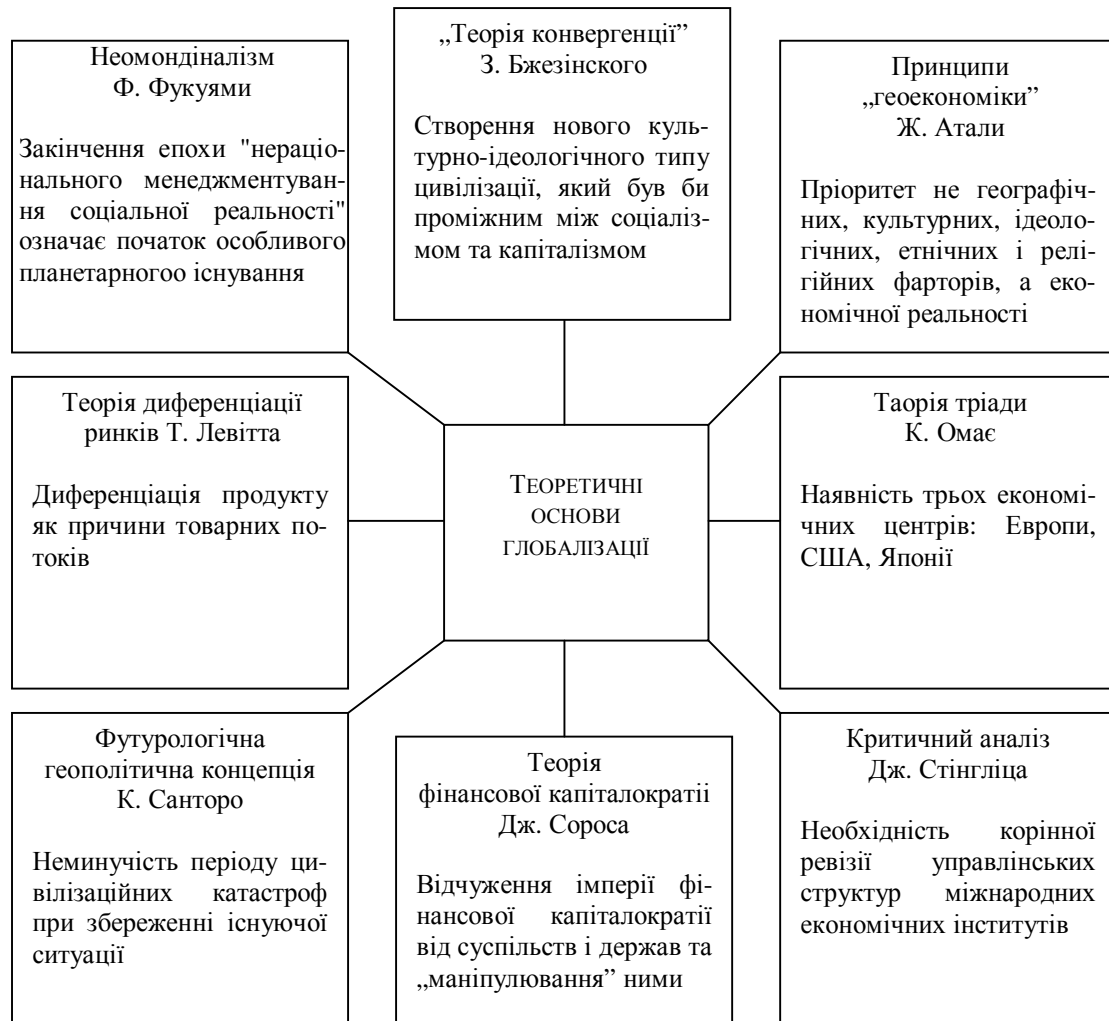 Неомондіналізм
Ф. Фукуями
Закінчення епохи "нераціо-
нального менеджментуван-
ня соціальної реальності"
означає початок особливого
планетарногоо існування
„Теорія конвергенції”
З. Бжезінского
Створення нового куль-
турно-ідеологічного типу
цивілізації, який був би
проміжним між соціаліз-
мом та капіталізмом
Принципи
„геоекономіки”
Ж. Атали
Пріоритет не географіч-
них, культурних, ідеоло-
гічних, етнічних і релі-
гійних фарторів, а еко-
номічної реальності
Теорія диференціації
ринків Т. Левітта
Диференціація продукту
як причини товарних по-
токів
ТЕОРЕТИЧНІ
ОСНОВИ
ГЛОБАЛІЗАЦІЇ
Таорія тріади
К. Омає
Наявність трьох економі-
чних центрів: Европи,
США, Японії
Футурологічна
геополітична концепція
К. Санторо
Неминучість періоду ци-
вілізаційних катастроф
при збереженні існуючої
ситуації
Теорія
фінансової капіталократіі
Дж. Сороса
Відчуження імперії фі-
нансової капіталократії
від суспільств і держав та
„маніпулювання” ними
Критичний аналіз
Дж. Стінгліца
Необхідність корінної
ревізії управлінських
структур міжнародних
економічних інститутів